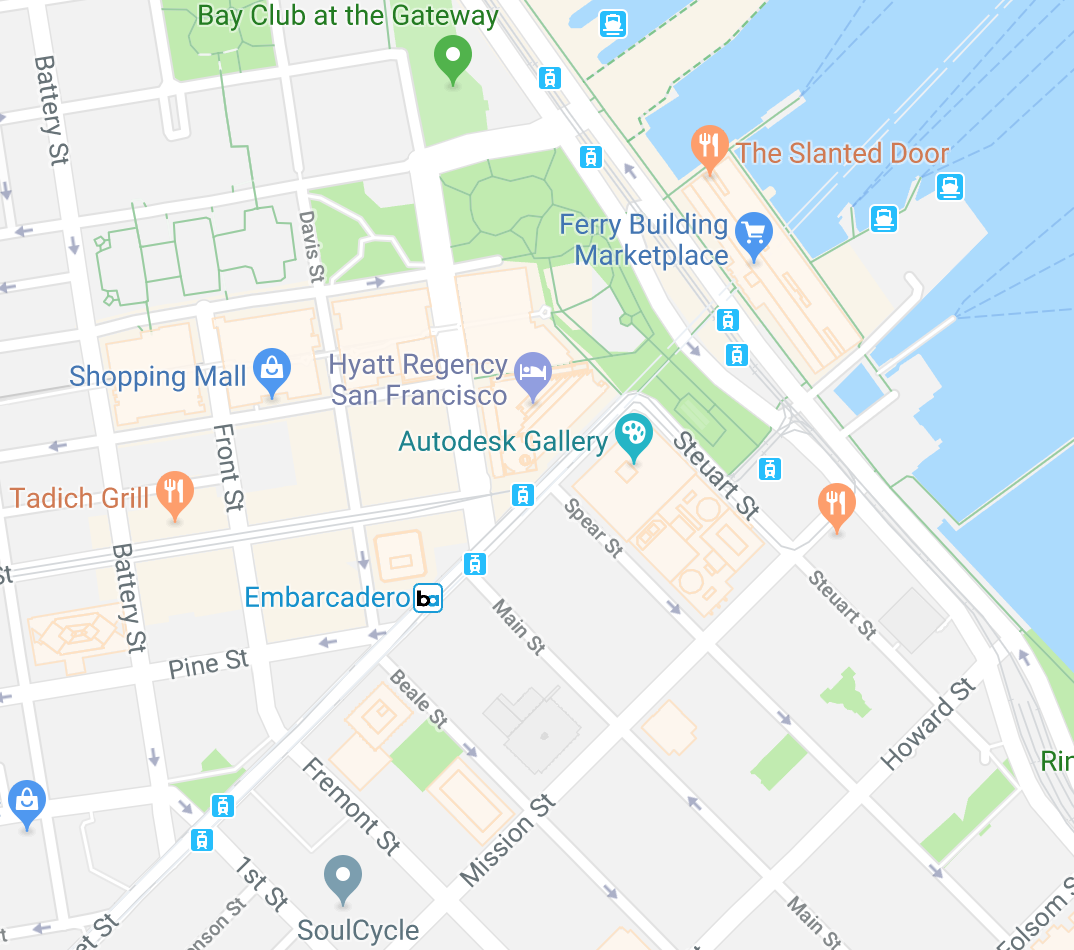 Bay Club at the Gateway
Battery St
The Slanted Door
Davis St
Ferry Building
Marketplace
Hyatt Regency
San Francisco
Shopping Mall
Autodesk Gallery
Steuart St
Front St
Tadich Grill
Spear St
Battery St
Embarcadero
ba
Steuart St
Main St
Pine St
Beale St
Howard St
Fremont St
Mission St
1st St
SoulCycle
Main St